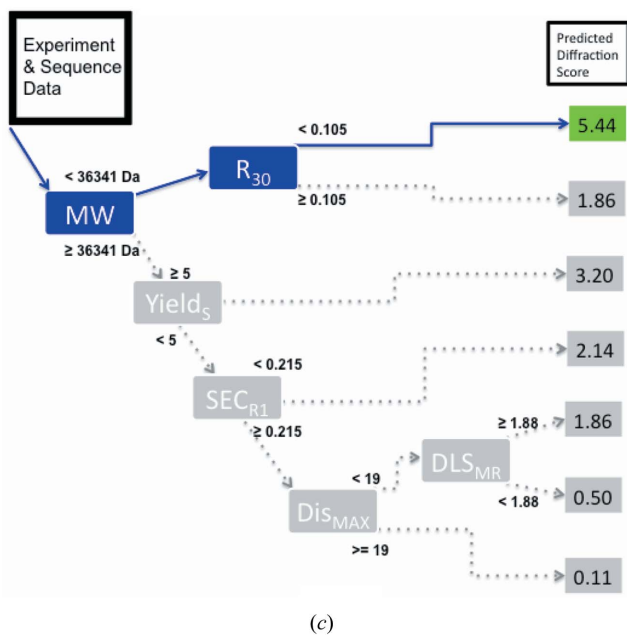 Experiment
& Sequence
Data
Predicted
Diffraction
Score
< 0.105
5.44
< 36341 Da
R30
≥ 0.105
1.86
MW
≥ 36341 Da
≥ 5
3.20
YieldS
< 5
2.14
< 0.215
SECR1
≥ 0.215
≥ 1.88
1.86
< 19
DLSMR
< 1.88
0.50
DisMAX
>= 19
0.11
(c)